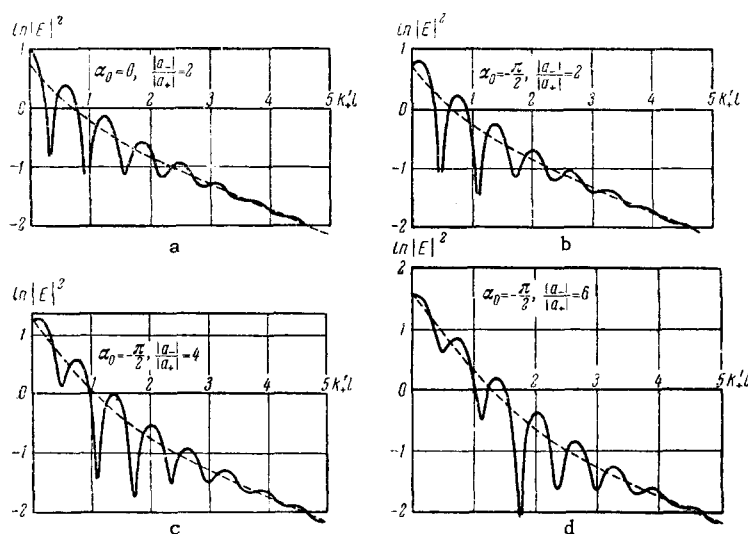 ln|E|²
1
0
-1
-2
α₀=0, |a₋|/|a₊|=2
1 2 3 4 5 k₊′l
a
ln|E|²
1
0
-1
-2
α₀=-π/2, |a₋|/|a₊|=2
1 2 3 4 5 k₊′l
b
ln|E|²
1
0
-1
-2
α₀=-π/2, |a₋|/|a₊|=4
1 2 3 4 5 k₊′l
c
ln|E|²
2
1
0
-1
-2
α₀=-π/2, |a₋|/|a₊|=6
1 2 3 4 5 k₊′l
d